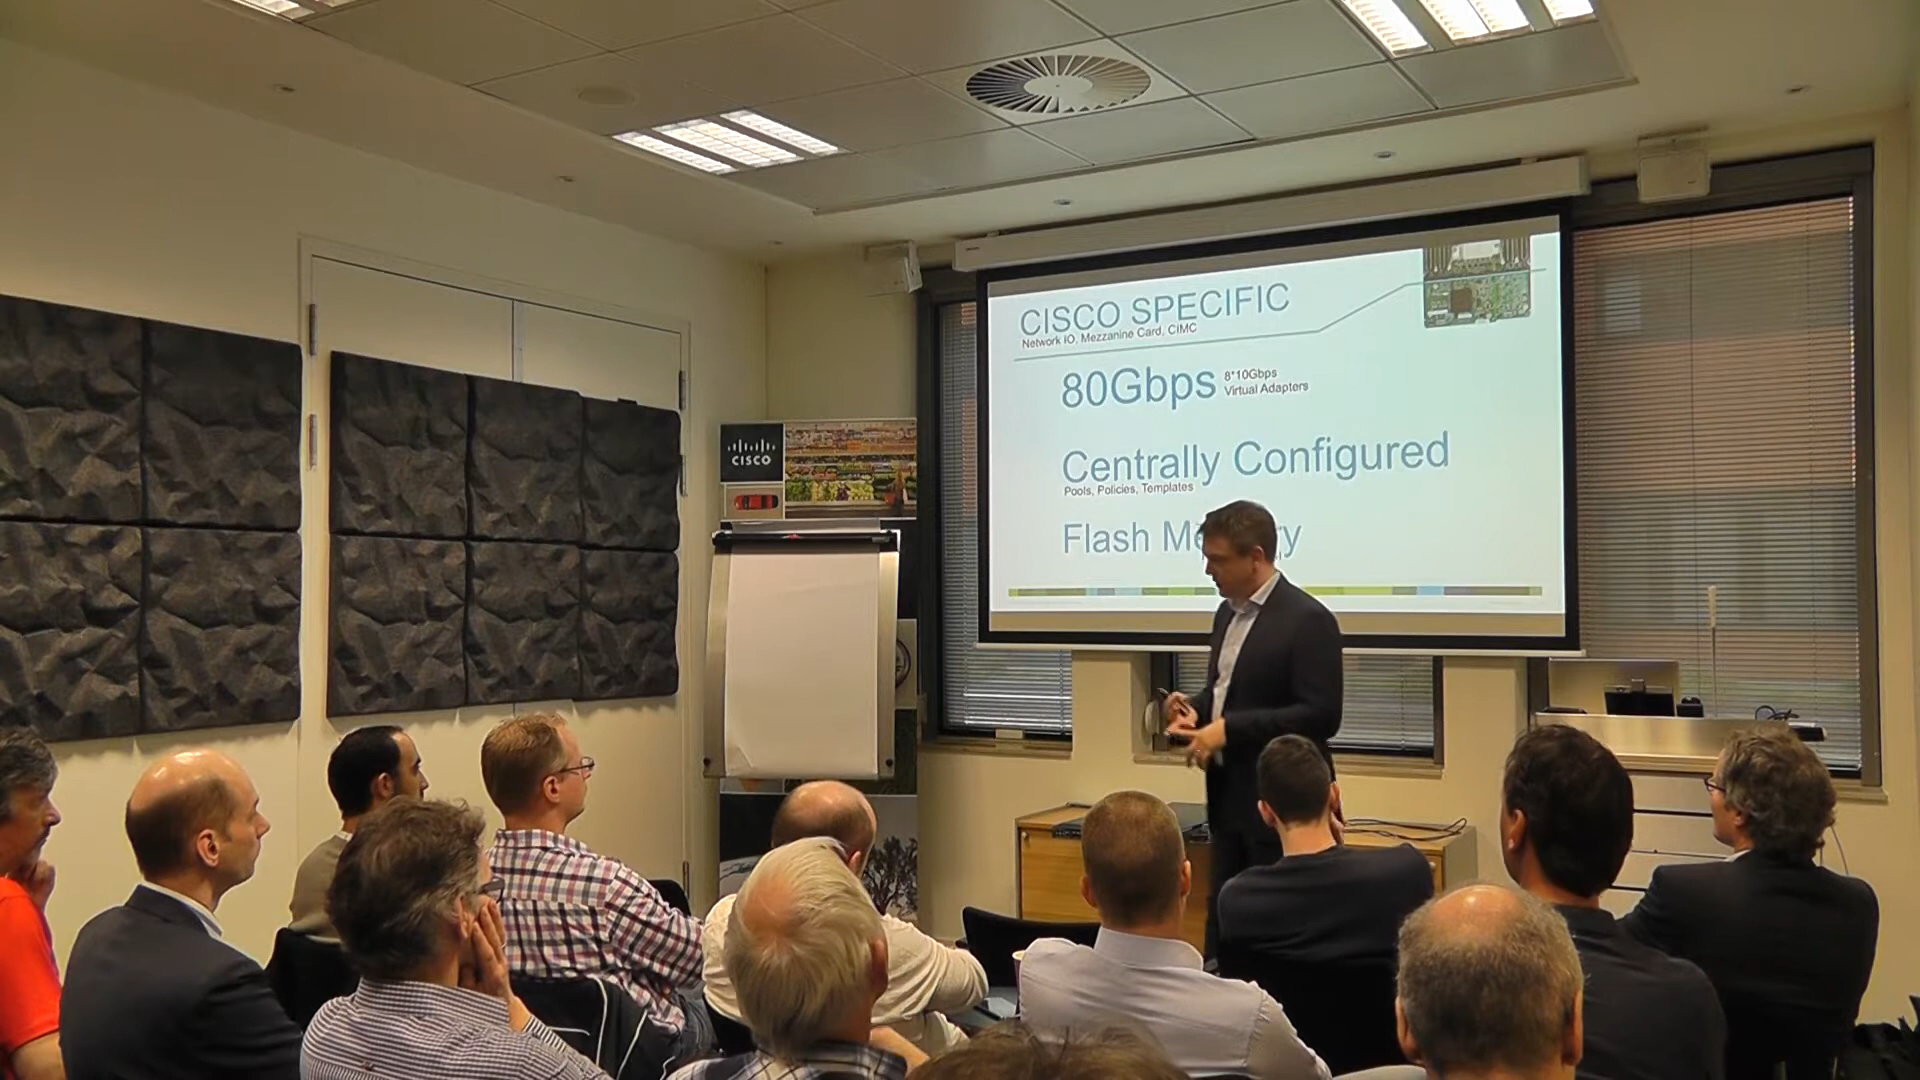 CISCO SPECIFIC
Network IO, Mezzanine Card, CIMC
80Gbps
8*10Gbps
Virtual Adapters
Centrally Configured
Pools, Policies, Templates
Flash
CISCO